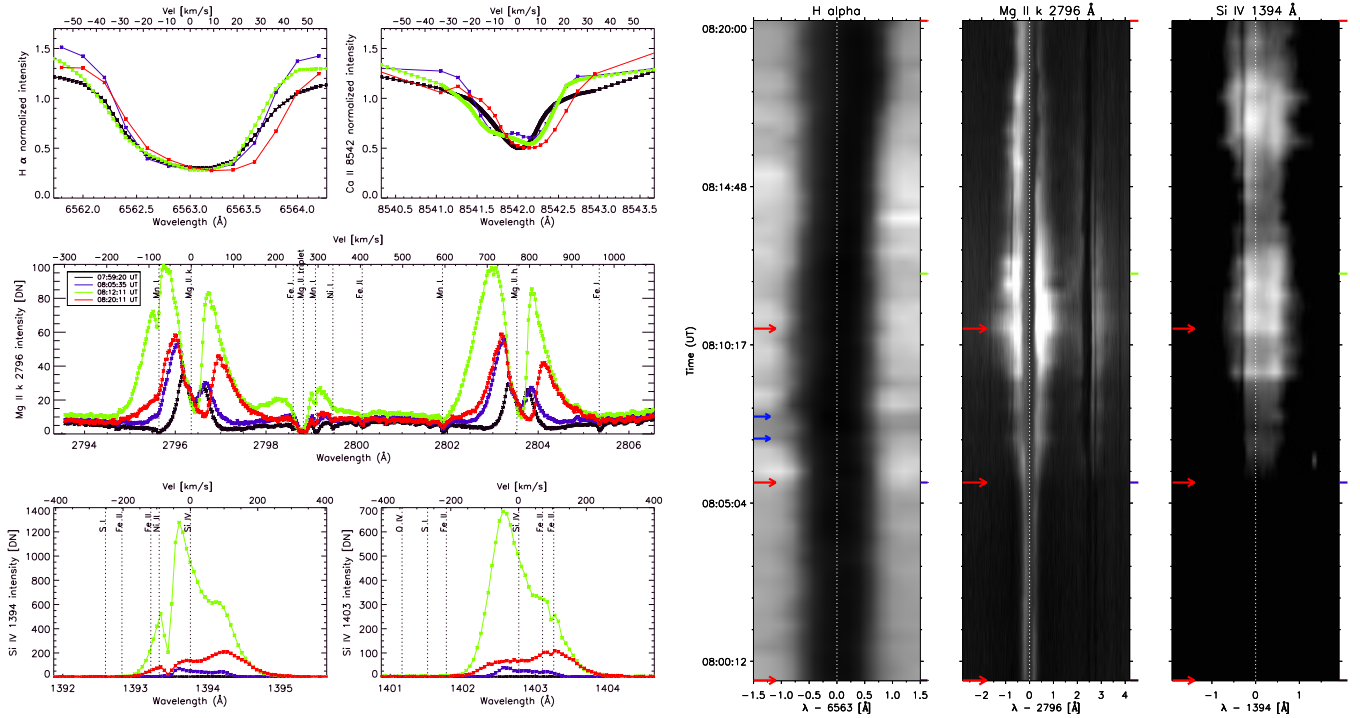 Vel [km/s]
-50 -40 -30 -20 -10 0 10 20 30 40 50
1.5
1.0
0.5
0.0
H α normalized intensity
6562.0 6562.5 6563.0 6563.5 6564.0
Wavelength (Å)
Vel [km/s]
-50 -40 -30 -20 -10 0 10 20 30 40 50
1.5
1.0
0.5
0.0
Ca II 8542 normalized intensity
8540.5 8541.0 8541.5 8542.0 8542.5 8543.0 8543.5
Wavelength (Å)
Vel [km/s]
-300 -200 -100 0 100 200 300 400 500 600 700 800 900 1000
100
80
60
40
20
10
0
Mg II k 2796 intensity [DN]
07:59:20 UT
08:05:35 UT
08:12:11 UT
08:20:11 UT
Mn I
Mg II k
Fe I
Mg II triplet
Mn I
Ni I
Fe II
Mn I
Mg II h
Fe I
2794 2796 2798 2800 2802 2804 2806
Wavelength [Å]
Vel [km/s]
-400 -200 0 200 400
1400
1200
1000
800
600
400
200
0
Si IV 1394 intensity [DN]
S I
Fe II
Fe II
Ni II
Si IV
1392 1393 1394 1395
Wavelength [Å]
Vel [km/s]
-400 -200 0 200 400
700
600
500
400
300
200
100
0
Si IV 1403 intensity [DN]
O IV
S I
Fe II
Si IV
Fe II
Fe II
1401 1402 1403 1404
Wavelength [Å]
H alpha
Mg II k 2796 Å
Si IV 1394 Å
08:20:00
08:14:48
08:10:17
08:05:04
08:00:12
Time (UT)
-1.5 -1.0 -0.5 0.0 0.5 1.0 1.5
λ - 6563 [Å]
-2 -1 0 1 2 3 4
λ - 2796 [Å]
-1 0 1
λ - 1394 [Å]